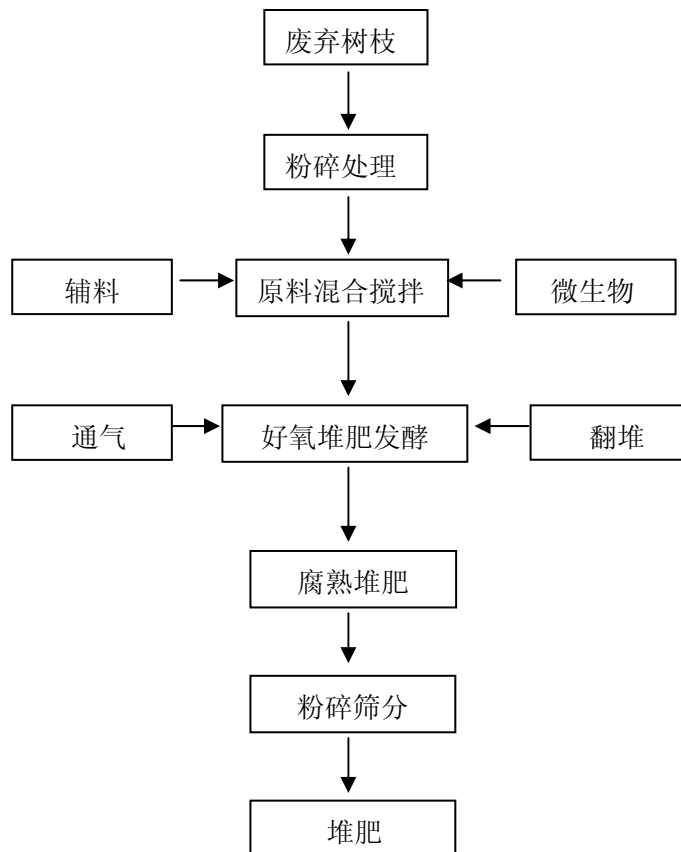 废弃树枝
粉碎处理
辅料
原料混合搅拌
微生物
通气
好氧堆肥发酵
翻堆
腐熟堆肥
粉碎筛分
堆肥